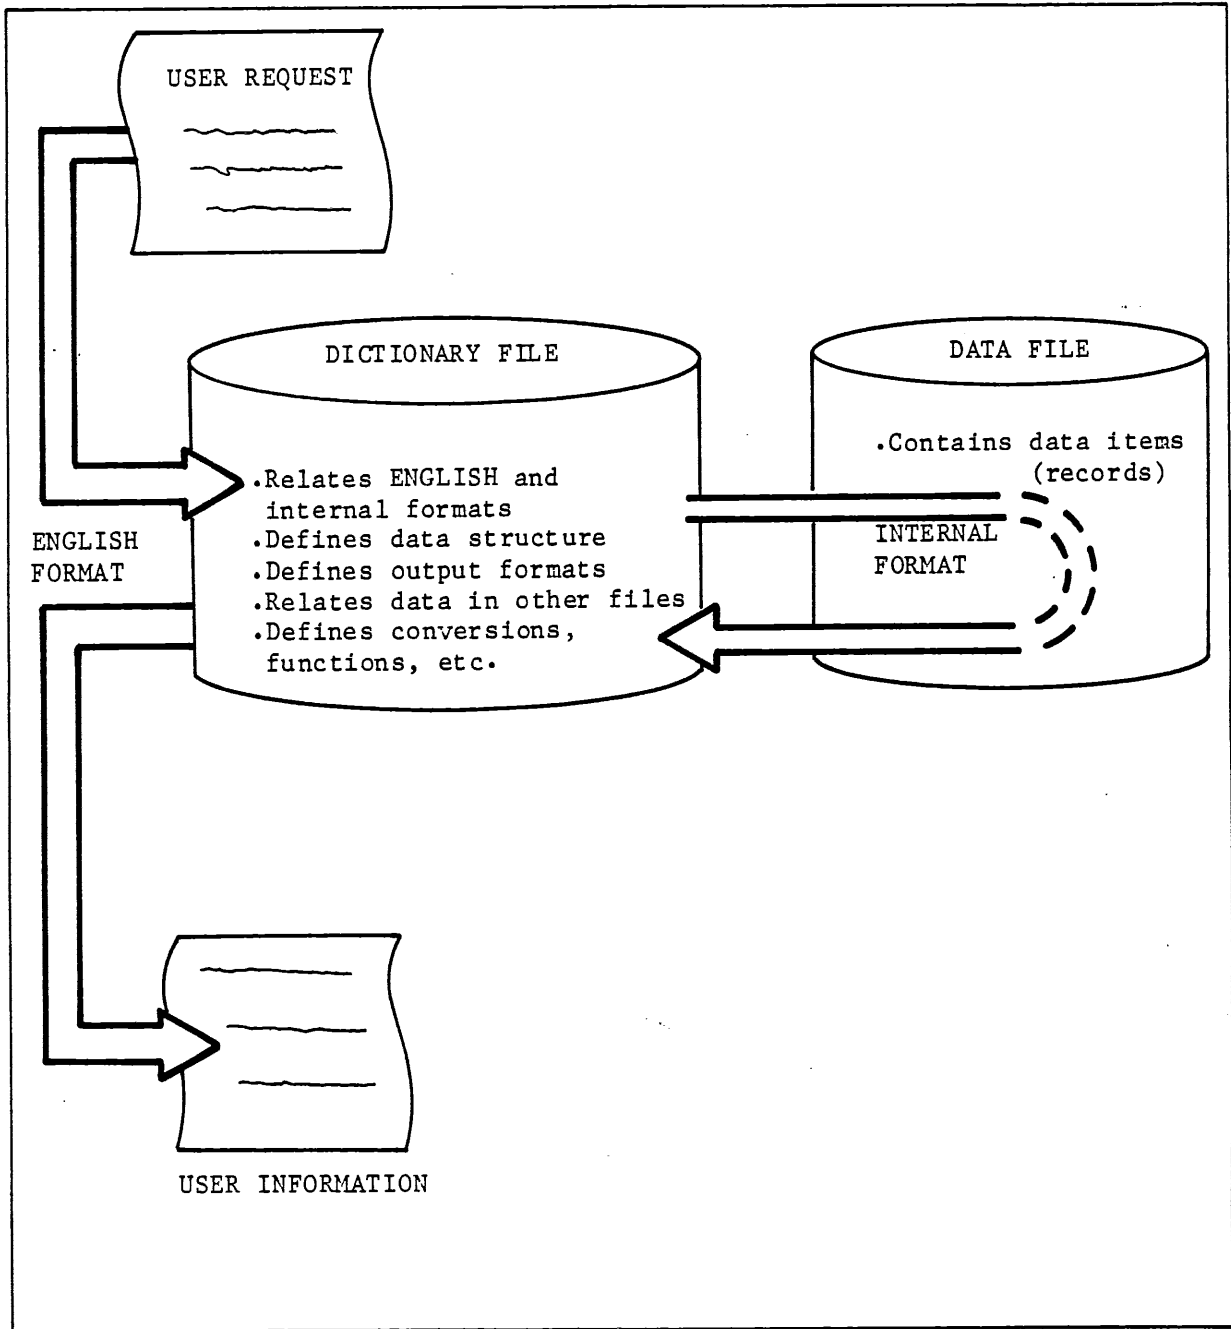 USER REQUEST
DICTIONARY FILE
.Relates ENGLISH and
internal formats
.Defines data structure
.Defines output formats
.Relates data in other files
.Defines conversions,
functions, etc.
DATA FILE
.Contains data items
(records)
INTERNAL
FORMAT
ENGLISH
FORMAT
USER INFORMATION